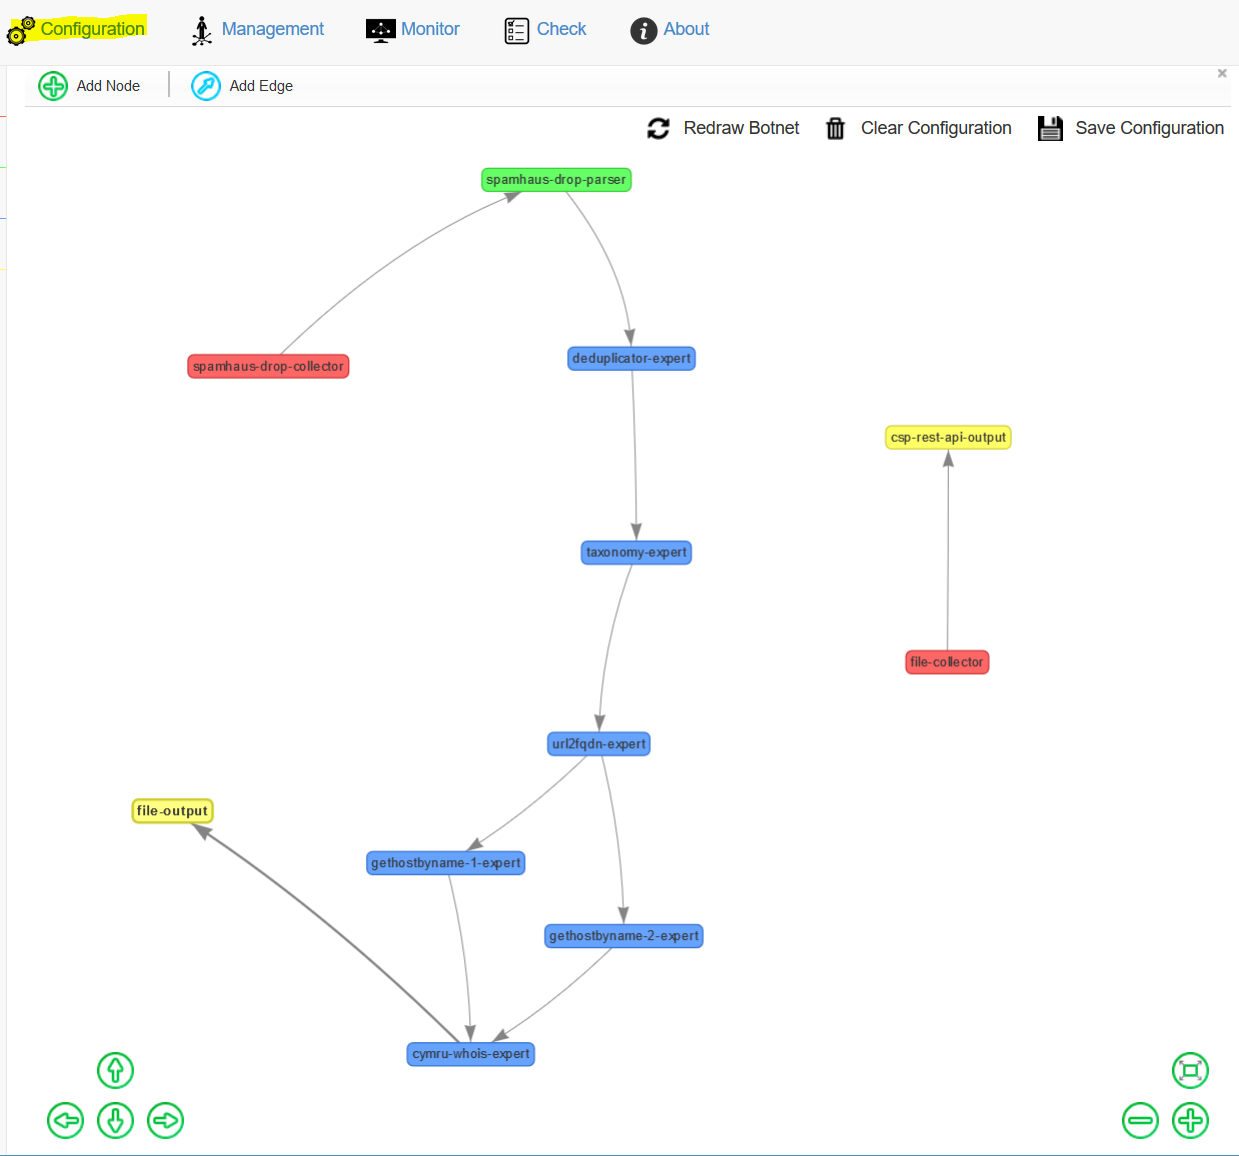 Configuration Management Monitor Check About
Add Node Add Edge
Redraw Botnet Clear Configuration Save Configuration
spamhaus-drop-parser
deduplicator-expert
spamhaus-drop-collector
csp-rest-api-output
taxonomy-expert
file-collector
url2fqdn-expert
file-output
gethostbyname-1-expert
gethostbyname-2-expert
cymru-whois-expert